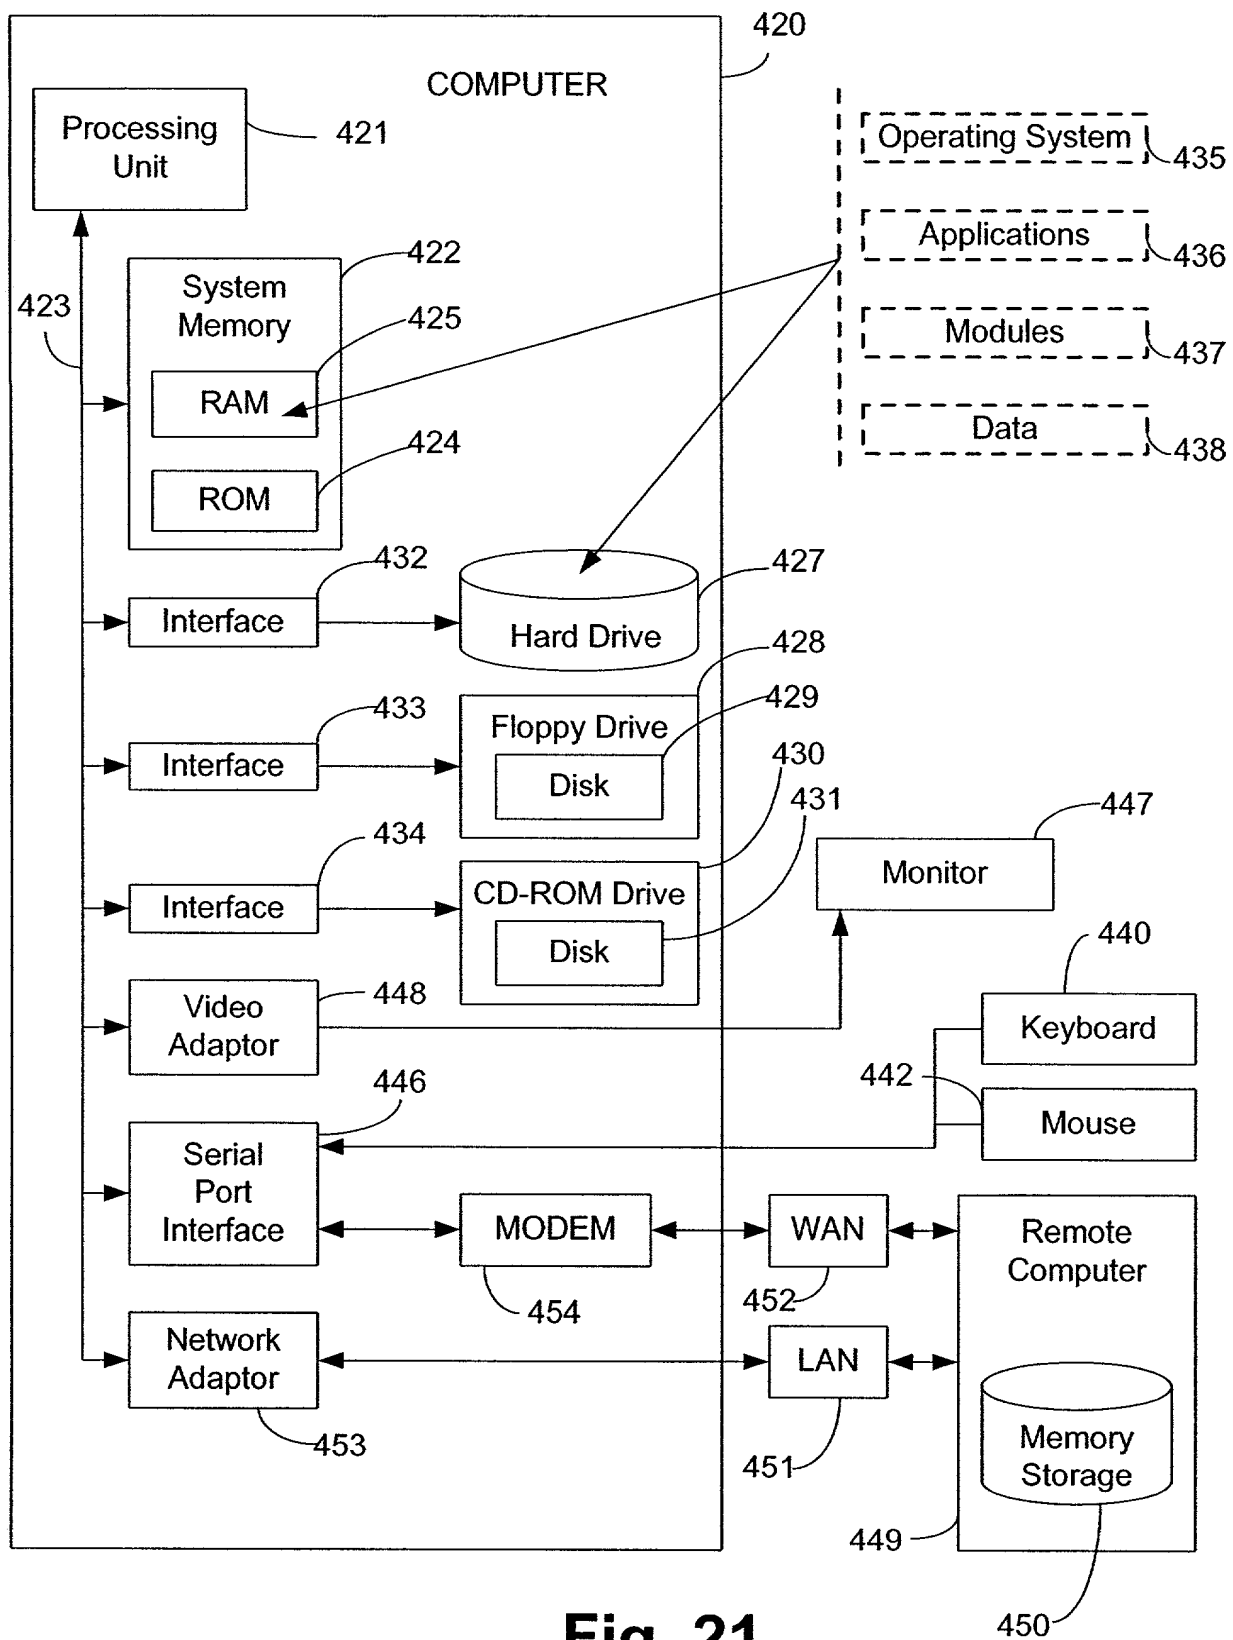 420
COMPUTER
Processing
Unit
421
Operating System
435
Applications
436
Modules
437
Data
438
422
System
Memory
423
425
RAM
424
ROM
432
Interface
427
Hard Drive
428
433
429
Interface
Floppy Drive
Disk
430
431
434
Interface
CD-ROM Drive
Disk
447
Monitor
440
Keyboard
442
Mouse
448
Video
Adaptor
446
Serial
Port
Interface
MODEM
454
WAN
452
Remote
Computer
LAN
451
Network
Adaptor
453
Memory
Storage
449
450
Fig. 21